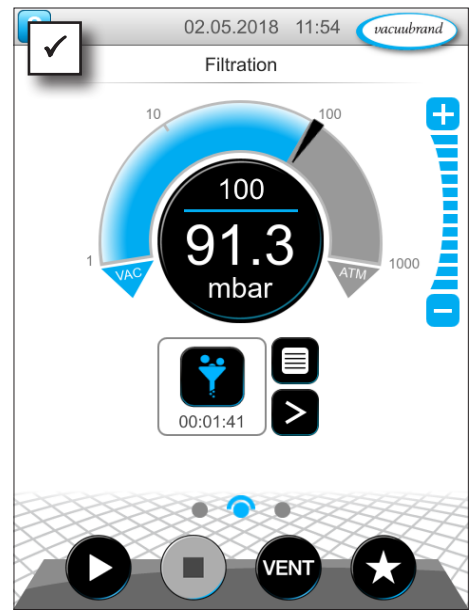 02.05.2018 11:54 vacuubrand
Filtration
10 100
100
91.3
mbar
1 VAC ATM 1000
00:01:41
VENT